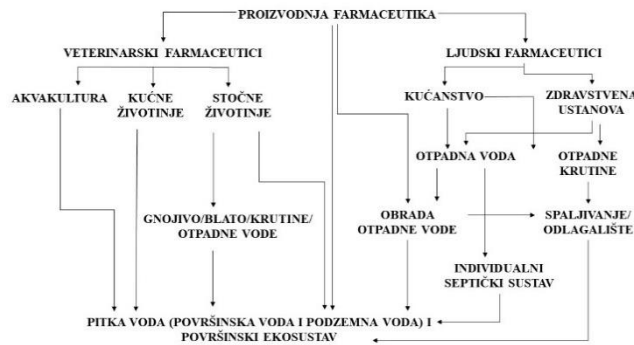 PROIZVODNJA FARMACEUTIKA
VETERINARSKI FARMACEUTICI
LJUDSKI FARMACEUTICI
AKVAKULTURA
KUĆNE
ŽIVOTINJE
STOČNE
ŽIVOTINJE
KUĆANSTVO
ZDRAVSTVENA
USTANOVA
OTPADNA VODA
OTPADNE
KRUTINE
GNOJIVO/BLATO/KRUTINE/
OTPADNE VODE
OBRADA
OTPADNE VODE
SPALJIVANJE/
ODLAGALIŠTE
INDIVIDUALNI
SEPTIČKI SUSTAV
PITKA VODA (POVRŠINSKA VODA I PODZEMNA VODA) I
POVRŠINSKI EKOSUSTAV